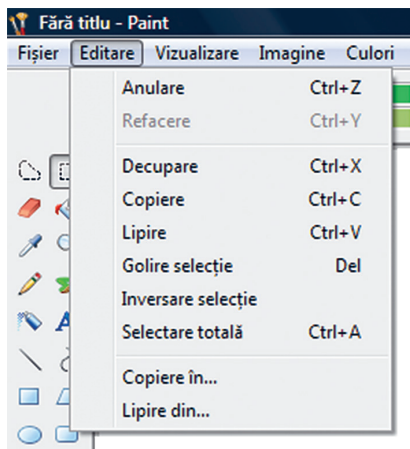 Fără titlu - Paint
Fișier Editare Vizualizare Imagine Culori
Anulare Ctrl+Z
Refacere Ctrl+Y
Decupare Ctrl+X
Copiere Ctrl+C
Lipire Ctrl+V
Golire selecție Del
Inversare selecție
Selectare totală Ctrl+A
Copiere în...
Lipire din...